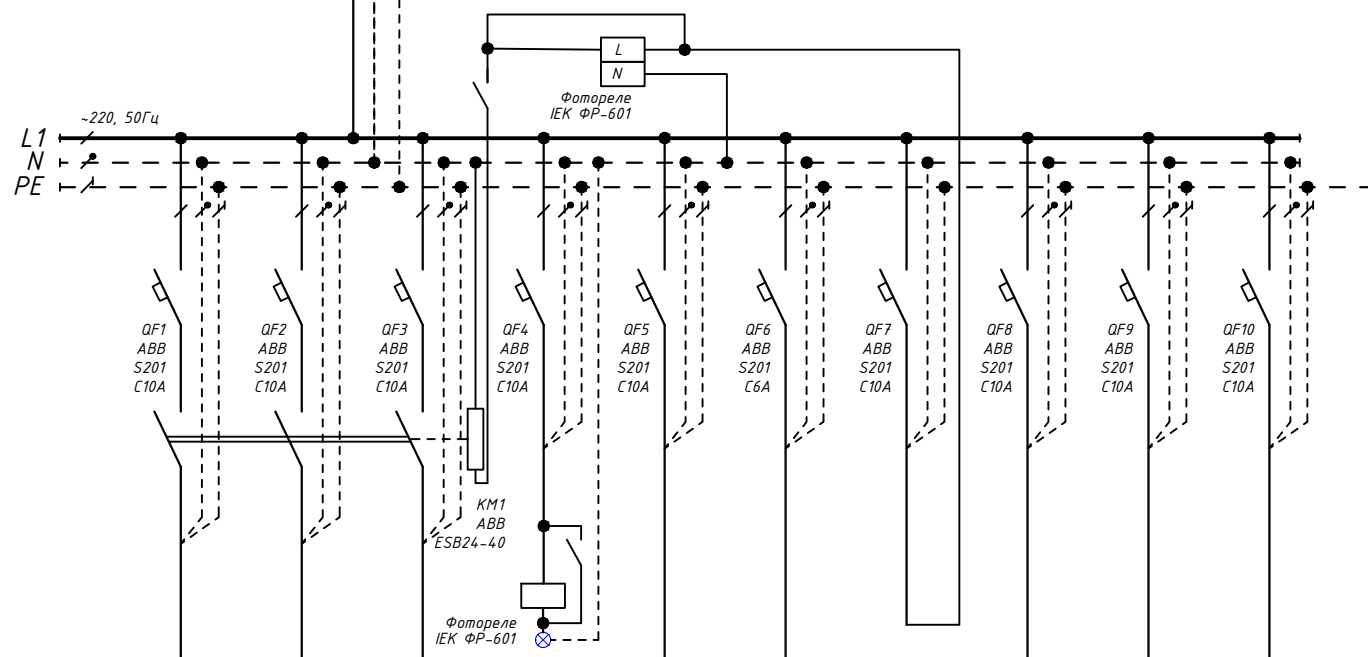 L
N
Фотореле
IEK ФР-601
~220, 50Гц
L1
N
PE
QF1
ABB
S201
C10A
QF2
ABB
S201
C10A
QF3
ABB
S201
C10A
QF4
ABB
S201
C10A
QF5
ABB
S201
C10A
QF6
ABB
S201
C6A
QF7
ABB
S201
C10A
QF8
ABB
S201
C10A
QF9
ABB
S201
C10A
QF10
ABB
S201
C10A
KM1
ABB
ESB24-40
Фотореле
IEK ФР-601